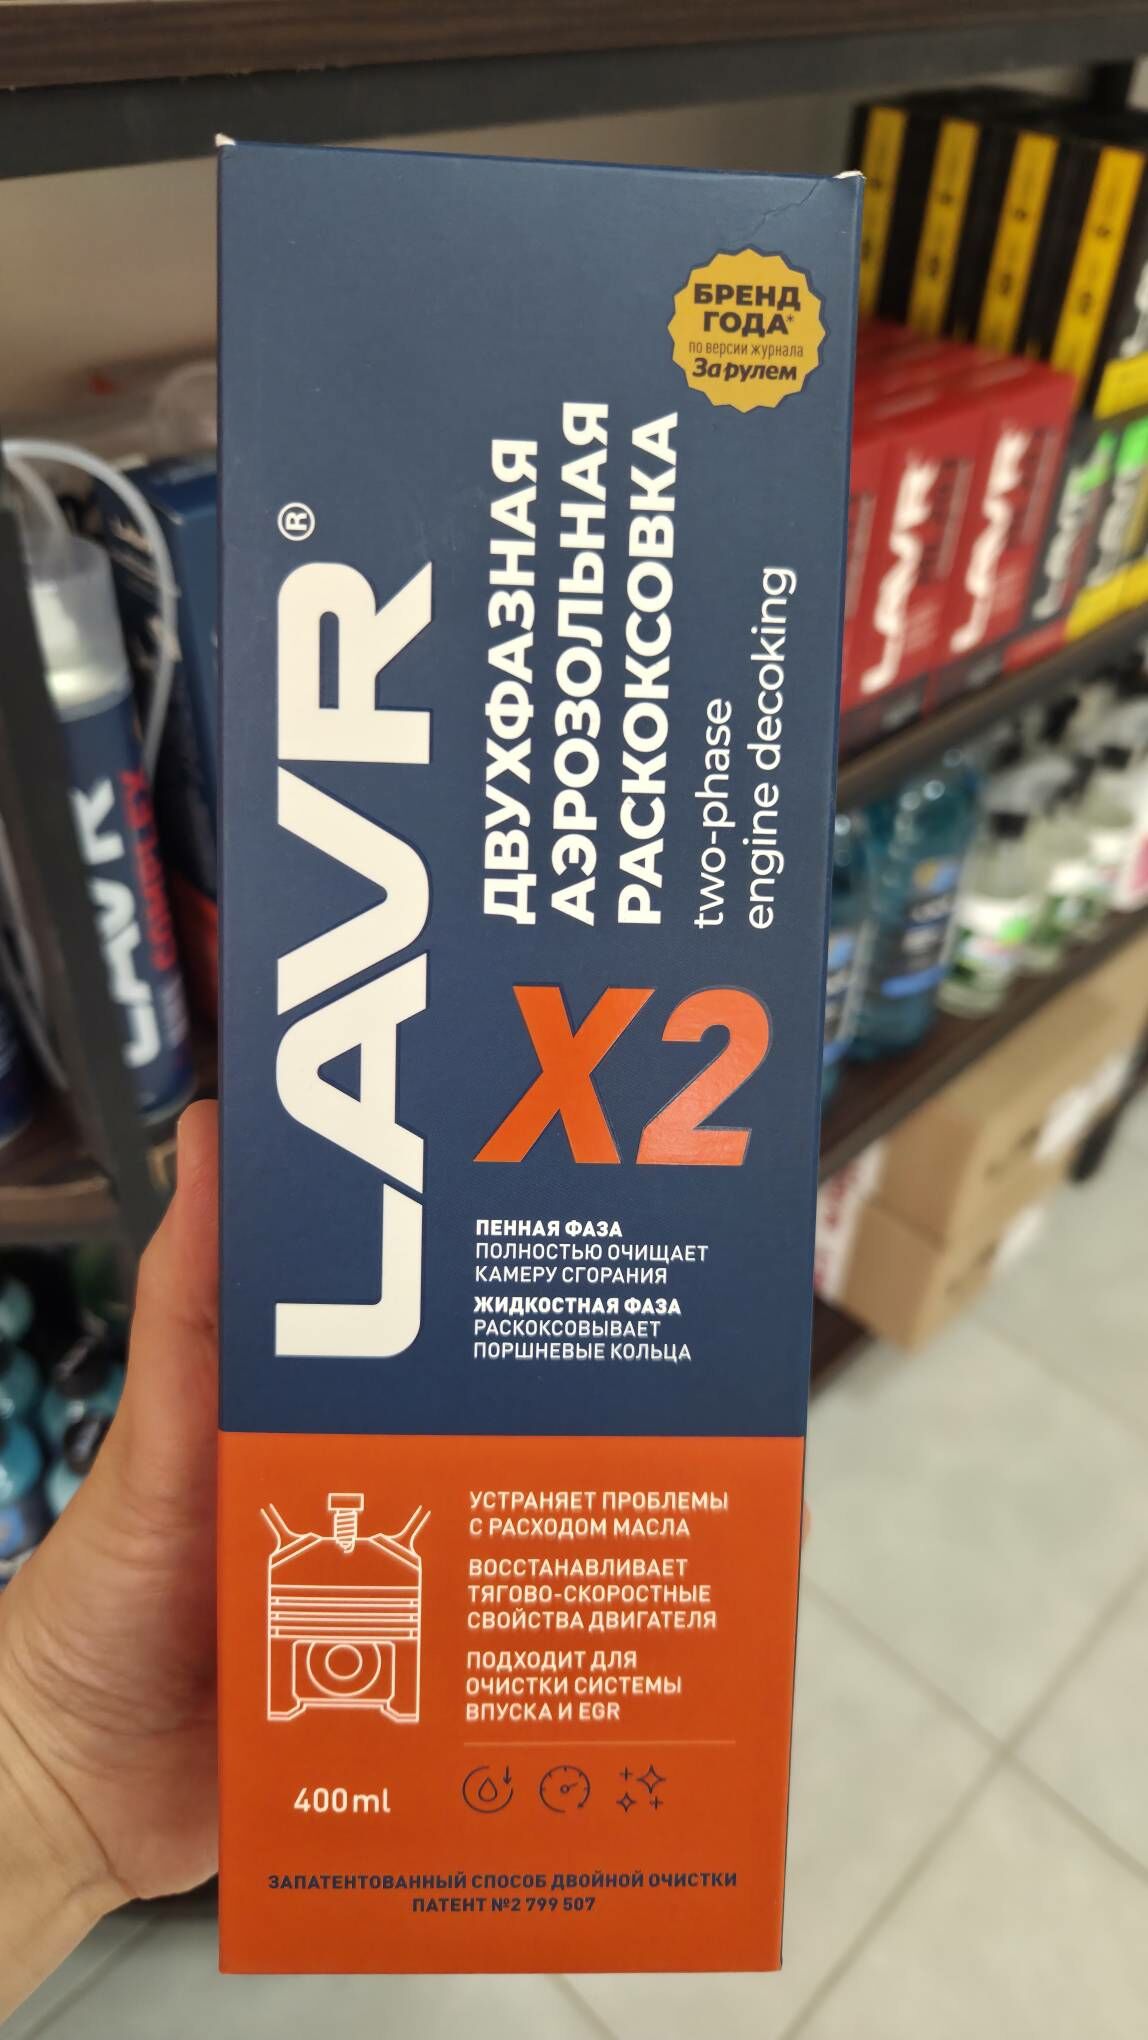 БРЕНД
ГОДА*
по версии журнала
За рулем
LAVR®
ДВУХФАЗНАЯ
АЭРОЗОЛЬНАЯ
РАСКОКСОВКА
two-phase
engine decoking
X2
ПЕННАЯ ФАЗА
ПОЛНОСТЬЮ ОЧИЩАЕТ
КАМЕРУ СГОРАНИЯ
ЖИДКОСТНАЯ ФАЗА
РАСКОКСОВЫВАЕТ
ПОРШНЕВЫЕ КОЛЬЦА
УСТРАНЯЕТ ПРОБЛЕМЫ
С РАСХОДОМ МАСЛА
ВОССТАНАВЛИВАЕТ
ТЯГОВО-СКОРОСТНЫЕ
СВОЙСТВА ДВИГАТЕЛЯ
ПОДХОДИТ ДЛЯ
ОЧИСТКИ СИСТЕМЫ
ВПУСКА И EGR
400ml
ЗАПАТЕНТОВАННЫЙ СПОСОБ ДВОЙНОЙ ОЧИСТКИ
ПАТЕНТ №2 799 507
LAVR